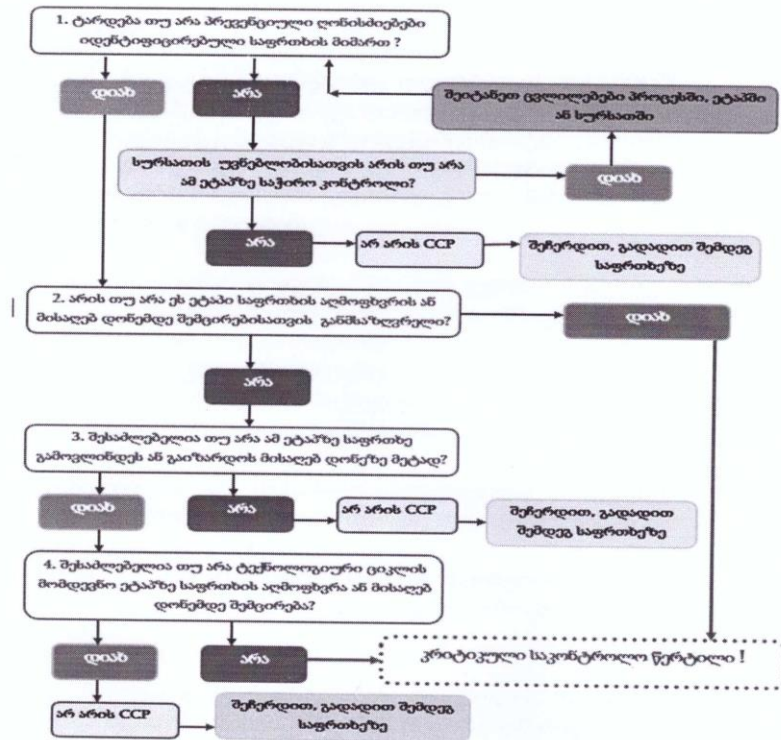 1. ტარდება თუ არა პრევენციული ღონისძიებები
იდენტიფიცირებული საფრთხის მიმართ ?
დიახ
არა
შეიტანეთ ცვლილებები პროცესში, ეტაპში
ან სურსათში
სურსათის უვნებლობისათვის არის თუ არა
ამ ეტაპზე საჭირო კონტროლი?
დიახ
არა
არ არის CCP
შეჩერდით, გადადით შემდეგ
საფრთხეზე
2. არის თუ არა ეს ეტაპი საფრთხის აღმოფხვრის ან
მისაღებ დონემდე შემცირებისათვის განმსაზღვრელი?
დიახ
არა
3. შესაძლებელია თუ არა ამ ეტაპზე საფრთხე
გამოვლინდეს ან გაიზარდოს მისაღებ დონეზე მეტად?
დიახ
არა
არ არის CCP
შეჩერდით, გადადით
შემდეგ საფრთხეზე
4. შესაძლებელია თუ არა ტექნოლოგიური ციკლის
მომდევნო ეტაპზე საფრთხის აღმოფხვრა ან მისაღებ
დონემდე შემცირება?
დიახ
არა
კრიტიკული საკონტროლო წერტილი !
არ არის CCP
შეჩერდით, გადადით შემდეგ
საფრთხეზე